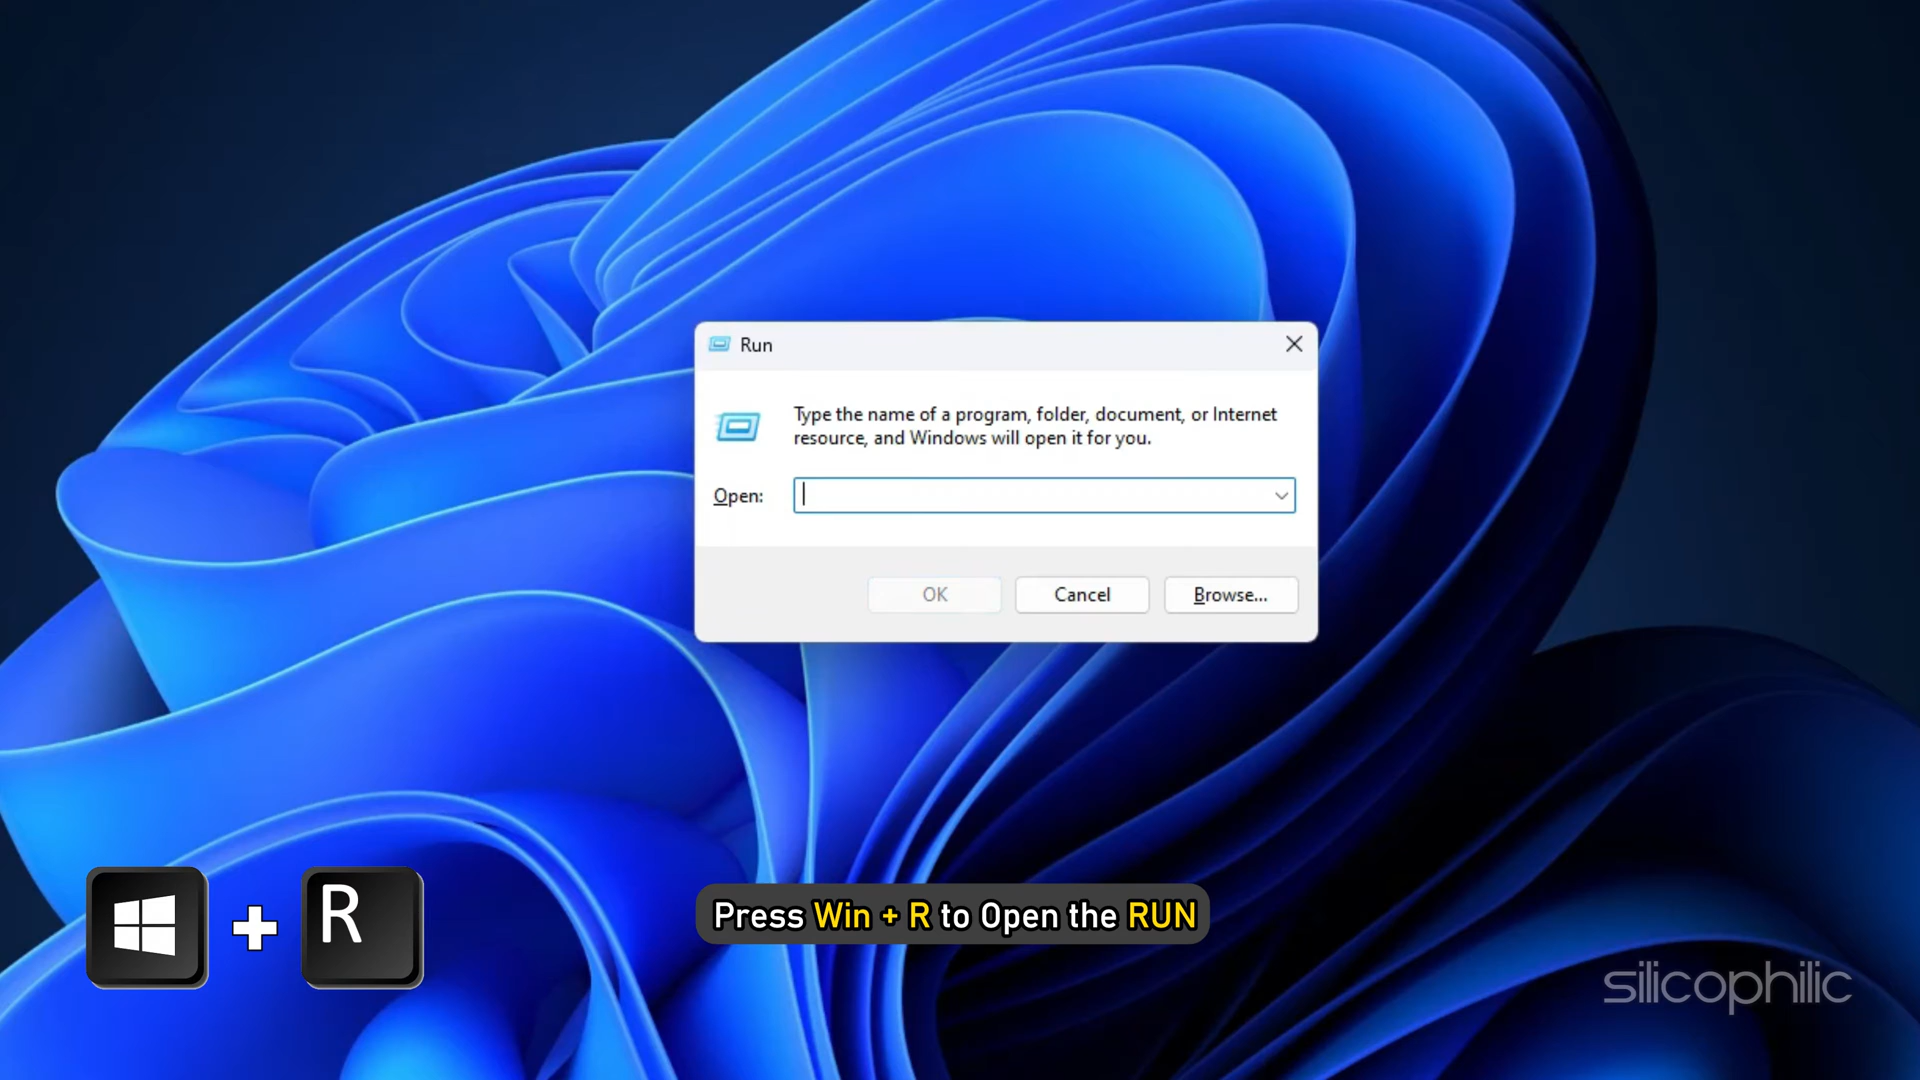 Run
Type the name of a program, folder, document, or Internet
resource, and Windows will open it for you.
Open:
OK
Cancel
Browse...
R
Press Win + R to Open the RUN
silicophilic